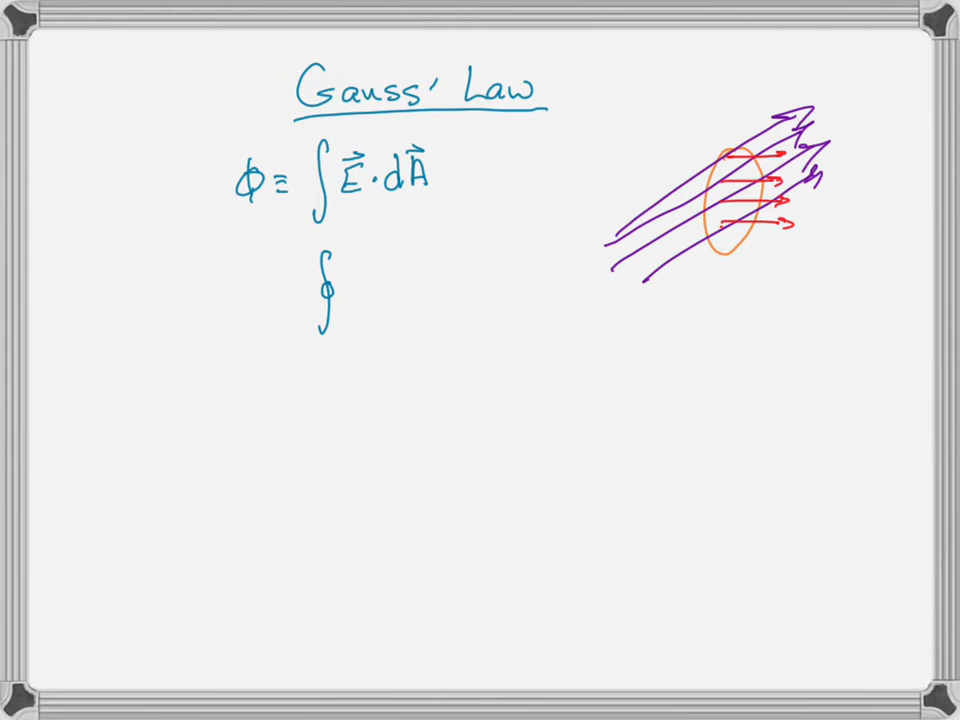 Gauss' Law
ϕ ≡ ∫ E⃗ · dA⃗
∮